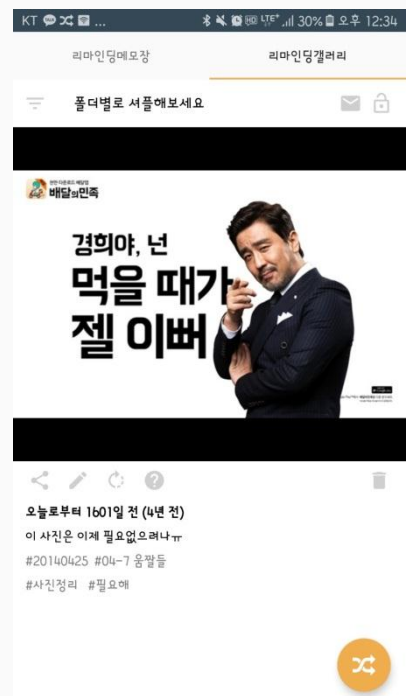 KT ... LTE+ 30% 오후 12:34
리마인딩메모장 리마인딩갤러리
폴더별로 셔플해보세요
배달의민족
경희야, 넌
먹을 때가
젤 이뻐
오늘로부터 1601일 전 (4년 전)
이 사진은 이제 필요없으려나ㅠ
#20140425 #04-7 움짤들
#사진정리 #필요해